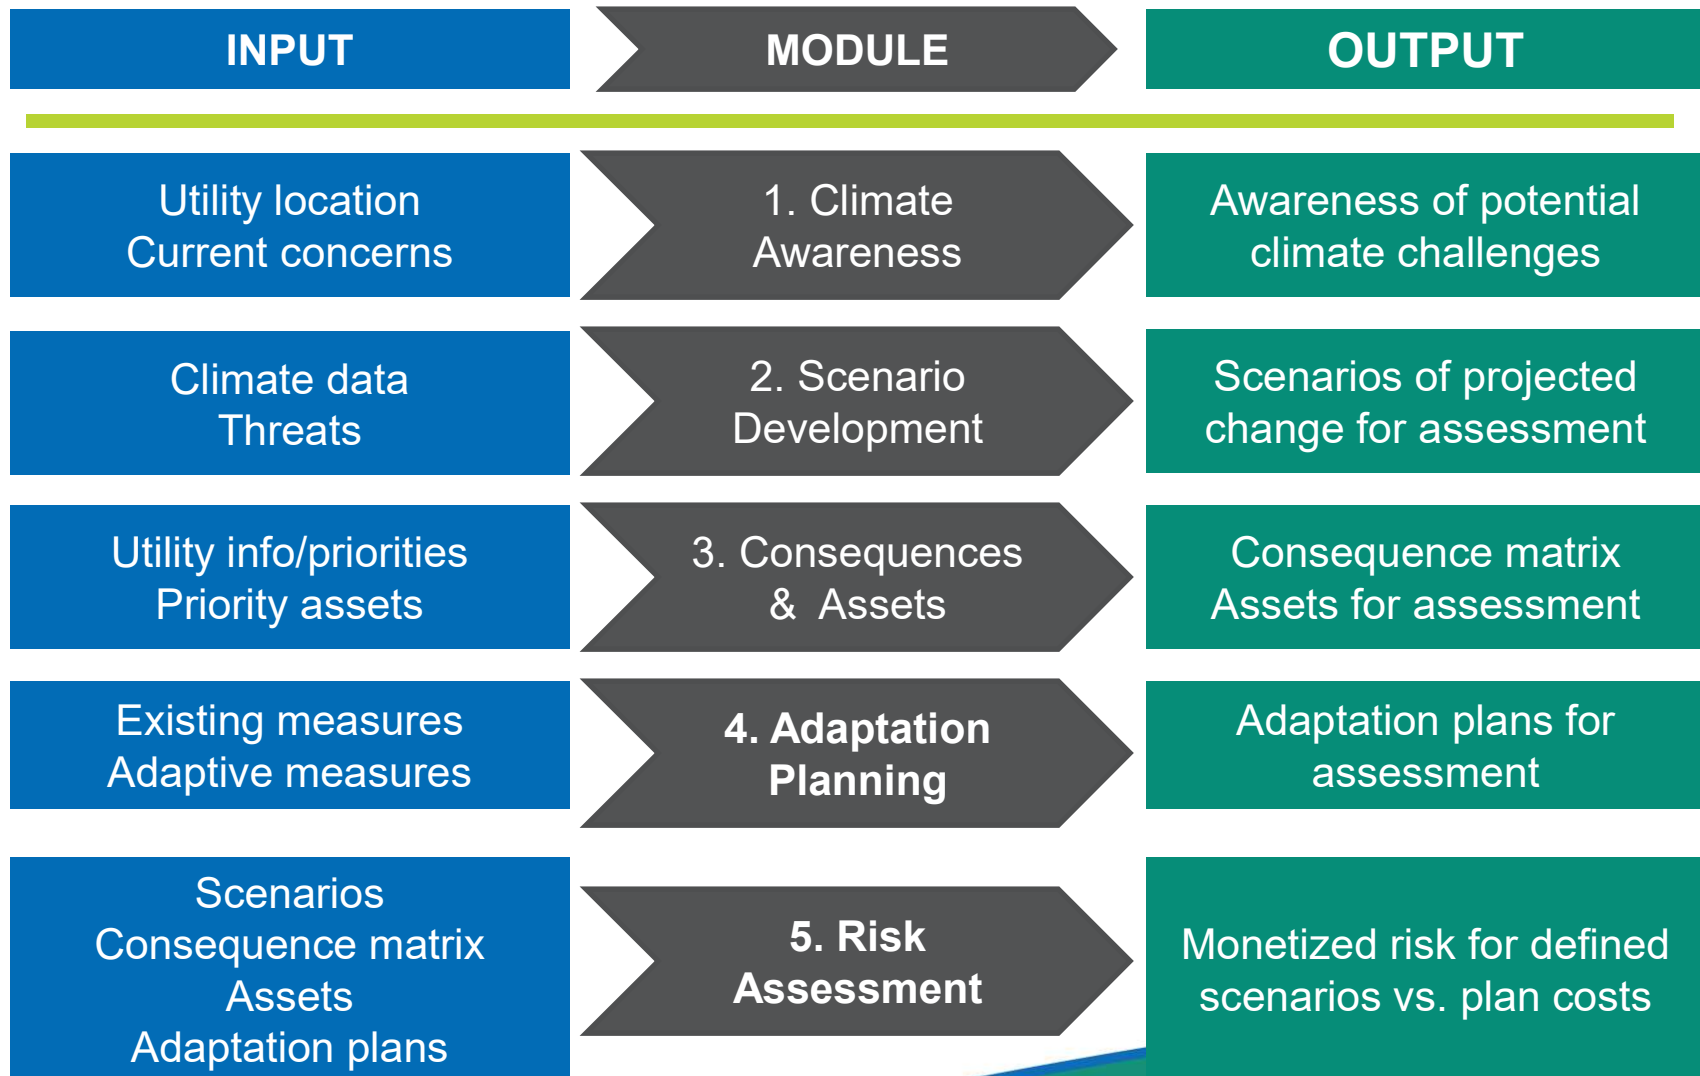 INPUT
MODULE
OUTPUT
Utility location
Current concerns
1. Climate
Awareness
Awareness of potential
climate challenges
Climate data
Threats
2. Scenario
Development
Scenarios of projected
change for assessment
Utility info/priorities
Priority assets
3. Consequences
& Assets
Consequence matrix
Assets for assessment
Existing measures
Adaptive measures
4. Adaptation
Planning
Adaptation plans for
assessment
Scenarios
Consequence matrix
Assets
Adaptation plans
5. Risk
Assessment
Monetized risk for defined
scenarios vs. plan costs